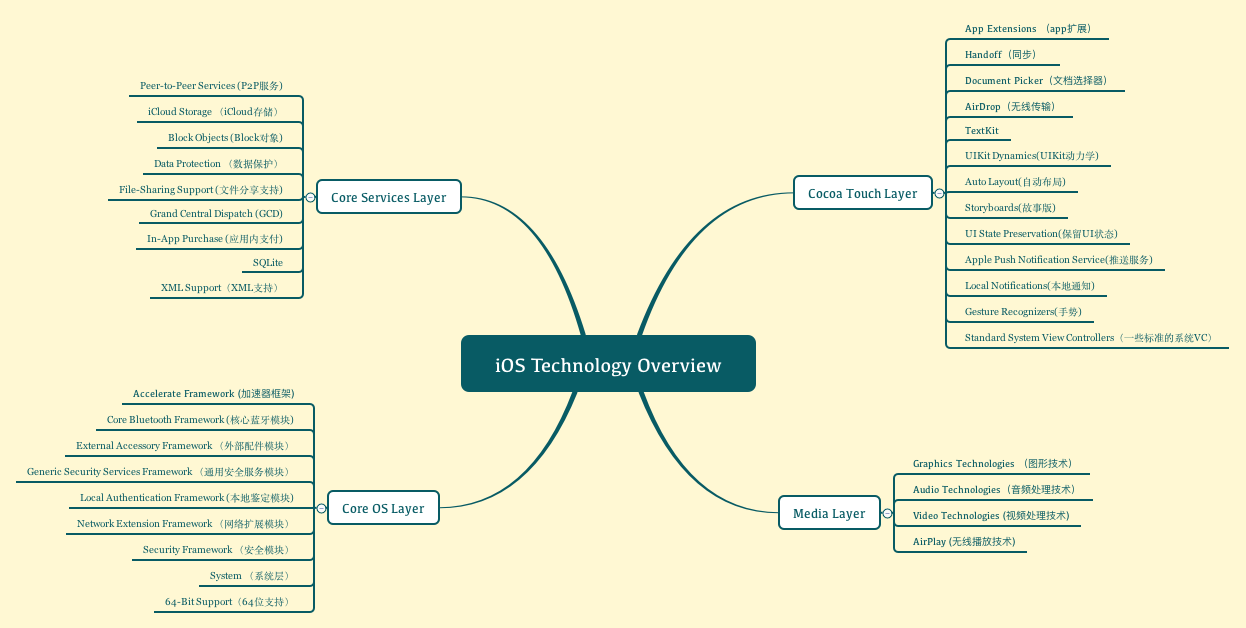 iOS Technology Overview
Core Services Layer
Peer-to-Peer Services (P2P服务)
iCloud Storage （iCloud存储）
Block Objects (Block对象)
Data Protection （数据保护）
File-Sharing Support (文件分享支持)
Grand Central Dispatch (GCD)
In-App Purchase (应用内支付)
SQLite
XML Support（XML支持）
Cocoa Touch Layer
App Extensions （app扩展）
Handoff（同步）
Document Picker（文档选择器）
AirDrop（无线传输）
TextKit
UIKit Dynamics(UIKit动力学)
Auto Layout(自动布局)
Storyboards(故事版)
UI State Preservation(保留UI状态)
Apple Push Notification Service(推送服务)
Local Notifications(本地通知)
Gesture Recognizers(手势)
Standard System View Controllers（一些标准的系统VC）
Core OS Layer
Accelerate Framework (加速器框架)
Core Bluetooth Framework (核心蓝牙模块)
External Accessory Framework （外部配件模块）
Generic Security Services Framework （通用安全服务模块）
Local Authentication Framework (本地鉴定模块)
Network Extension Framework （网络扩展模块）
Security Framework （安全模块）
System （系统层）
64-Bit Support（64位支持）
Media Layer
Graphics Technologies （图形技术）
Audio Technologies（音频处理技术）
Video Technologies (视频处理技术)
AirPlay (无线播放技术)